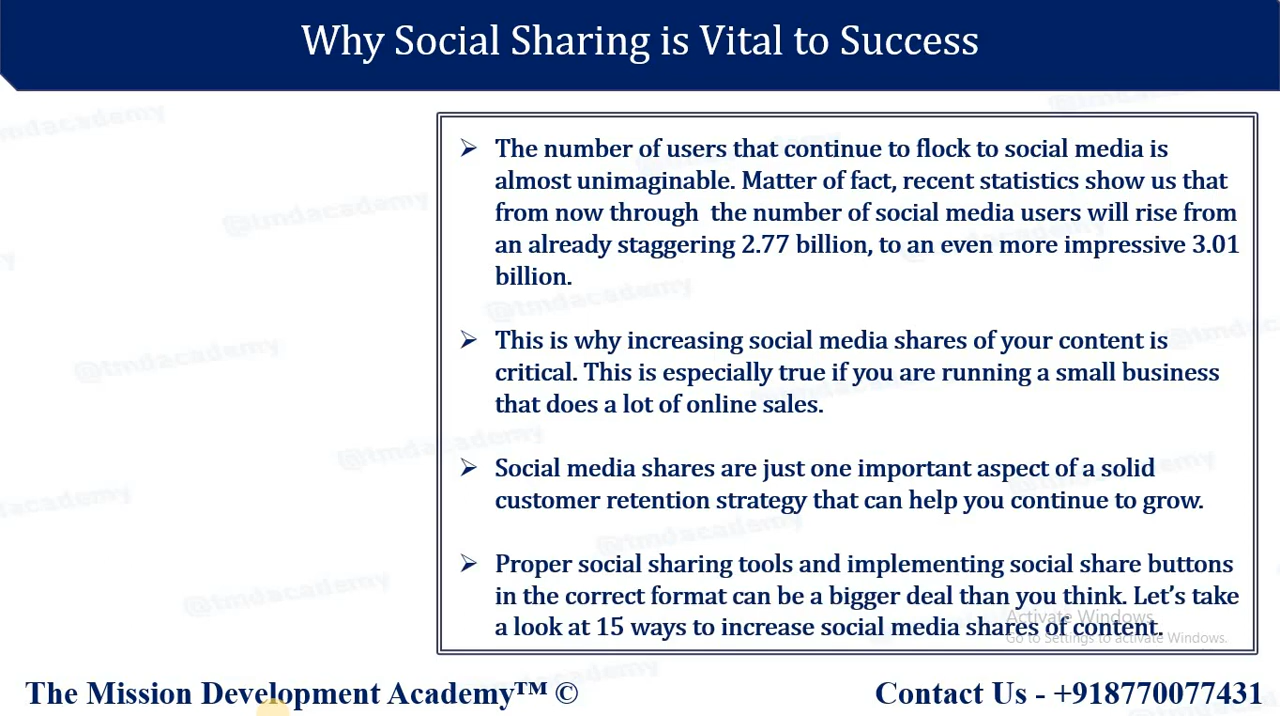 Why Social Sharing is Vital to Success
@tmdacademy
➢ The number of users that continue to flock to social media is
almost unimaginable. Matter of fact, recent statistics show us that
from now through  the number of social media users will rise from
an already staggering 2.77 billion, to an even more impressive 3.01
billion.
➢ This is why increasing social media shares of your content is
critical. This is especially true if you are running a small business
that does a lot of online sales.
➢ Social media shares are just one important aspect of a solid
customer retention strategy that can help you continue to grow.
➢ Proper social sharing tools and implementing social share buttons
in the correct format can be a bigger deal than you think. Let’s take
a look at 15 ways to increase social media shares of content.
Activate Windows
Go to Settings to activate Windows.
The Mission Development Academy™ ©
Contact Us - +918770077431